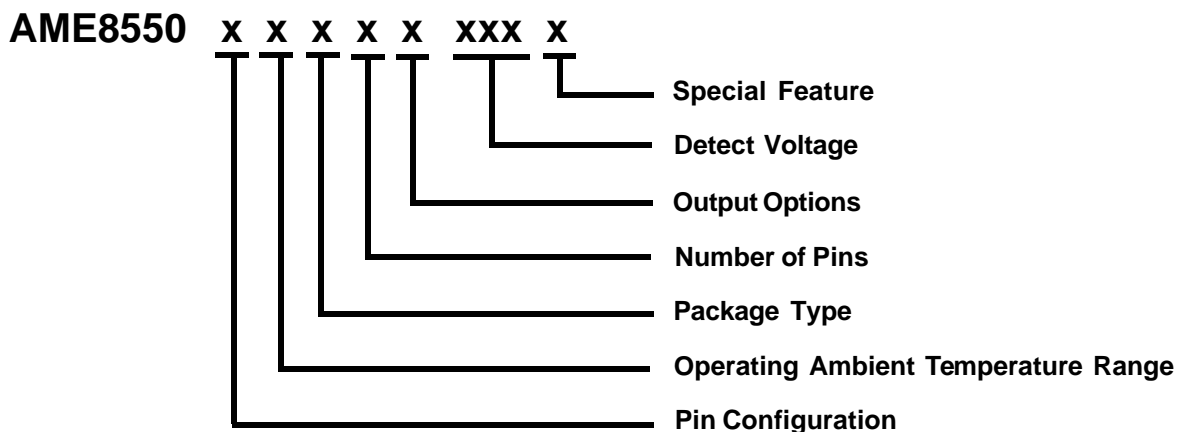 AME8550 x x x x x xxx x
Special Feature
Detect Voltage
Output Options
Number of Pins
Package Type
Operating Ambient Temperature Range
Pin Configuration